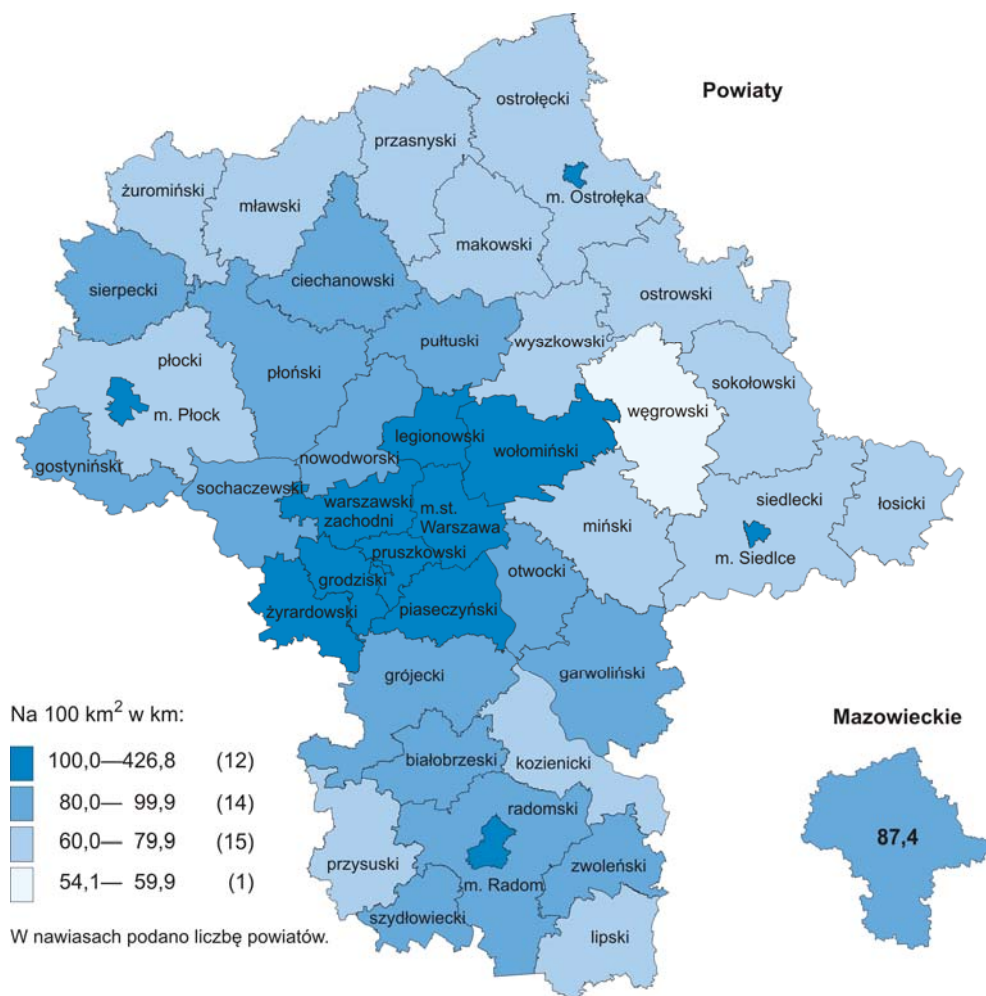 Powiaty
ostrołęcki
przasnyski
m. Ostrołęka
żuromiński
mławski
makowski
ciechanowski
sierpecki
ostrowski
pułtuski
wyszkowski
płocki
płoński
sokołowski
węgrowski
m. Płock
legionowski
wołomiński
gostyniński
nowodworski
sochaczewski
siedlecki
łosicki
warszawski
zachodni
m.st.
Warszawa
miński
m. Siedlce
pruszkowski
otwocki
grodziski
żyrardowski
piaseczyński
grójecki
garwoliński
Na 100 km² w km:
100,0—426,8 (12)
80,0— 99,9 (14)
60,0— 79,9 (15)
54,1— 59,9 (1)
W nawiasach podano liczbę powiatów.
białobrzeski
kozienicki
radomski
przysuski
zwoleński
m. Radom
szydłowiecki
lipski
Mazowieckie
87,4